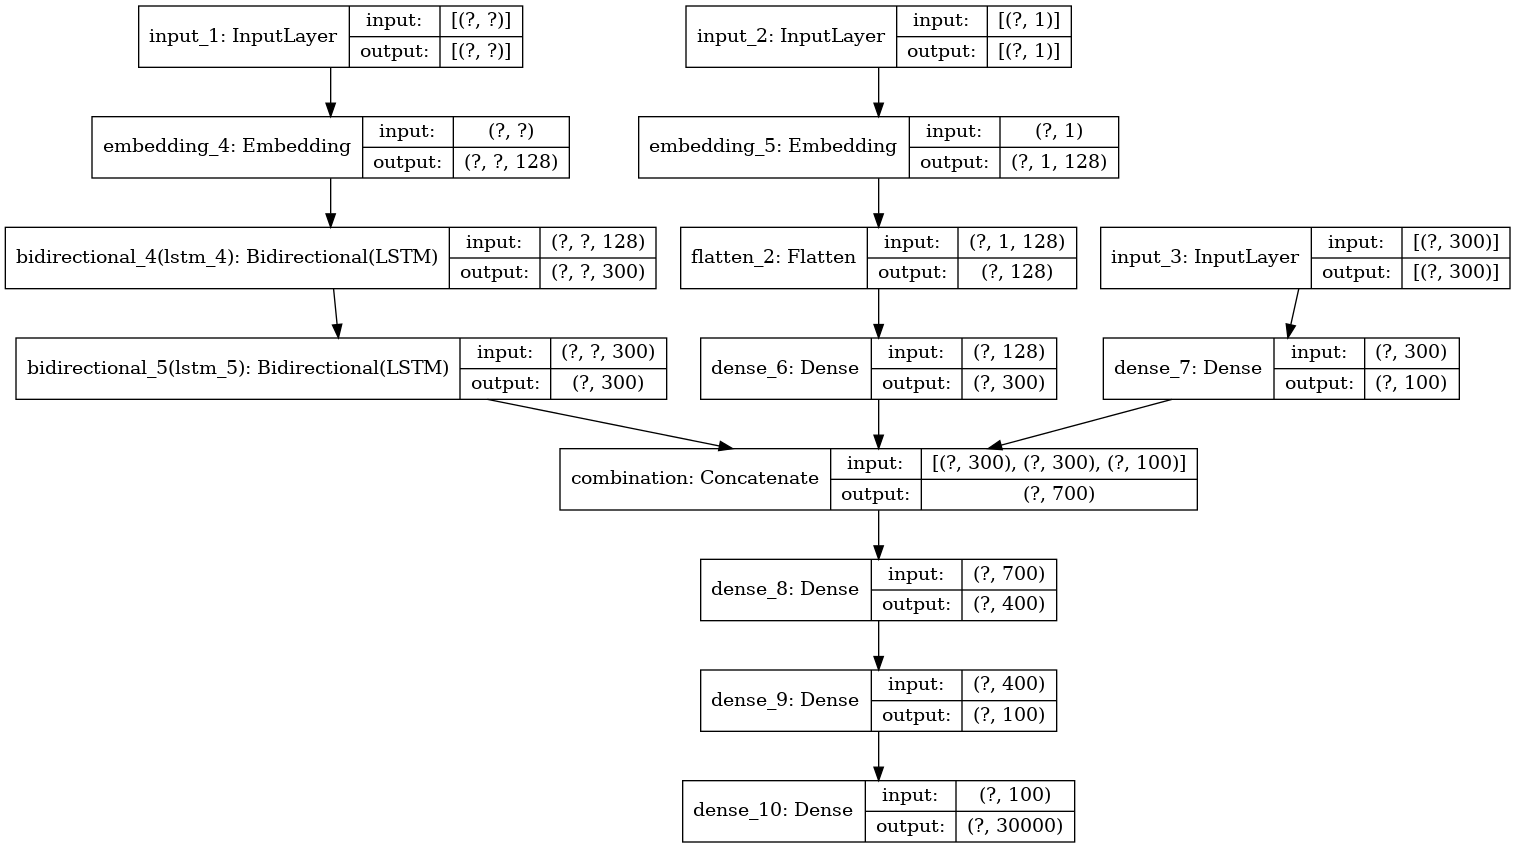 input_1: InputLayer
input: [(?, ?)]
output: [(?, ?)]
input_2: InputLayer
input: [(?, 1)]
output: [(?, 1)]
embedding_4: Embedding
input: (?, ?)
output: (?, ?, 128)
embedding_5: Embedding
input: (?, 1)
output: (?, 1, 128)
bidirectional_4(lstm_4): Bidirectional(LSTM)
input: (?, ?, 128)
output: (?, ?, 300)
flatten_2: Flatten
input: (?, 1, 128)
output: (?, 128)
input_3: InputLayer
input: [(?, 300)]
output: [(?, 300)]
bidirectional_5(lstm_5): Bidirectional(LSTM)
input: (?, ?, 300)
output: (?, 300)
dense_6: Dense
input: (?, 128)
output: (?, 300)
dense_7: Dense
input: (?, 300)
output: (?, 100)
combination: Concatenate
input: [(?, 300), (?, 300), (?, 100)]
output: (?, 700)
dense_8: Dense
input: (?, 700)
output: (?, 400)
dense_9: Dense
input: (?, 400)
output: (?, 100)
dense_10: Dense
input: (?, 100)
output: (?, 30000)